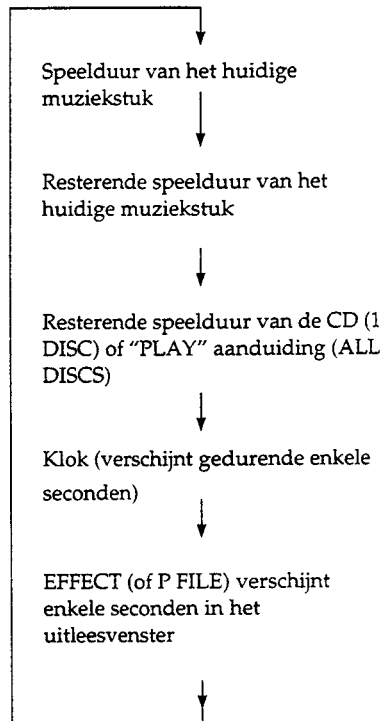 Speelduur van het huidige
muziekstuk
Resterende speelduur van het
huidige muziekstuk
Resterende speelduur van de CD (1
DISC) of “PLAY” aanduiding (ALL
DISCS)
Klok (verschijnt gedurende enkele
seconden)
EFFECT (of P FILE) verschijnt
enkele seconden in het
uitleesvenster